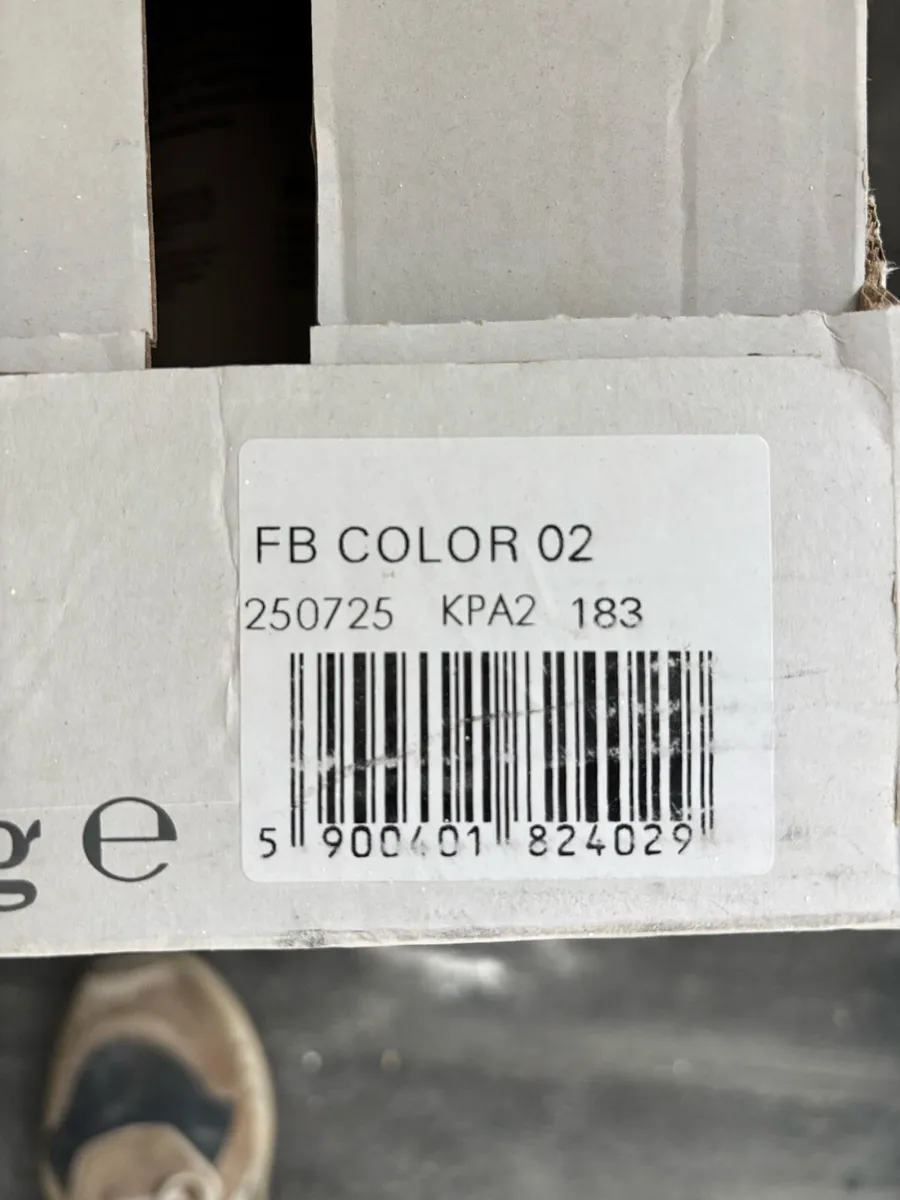 FB COLOR 02
250725 KPA2 183
5 900401 824029
g e